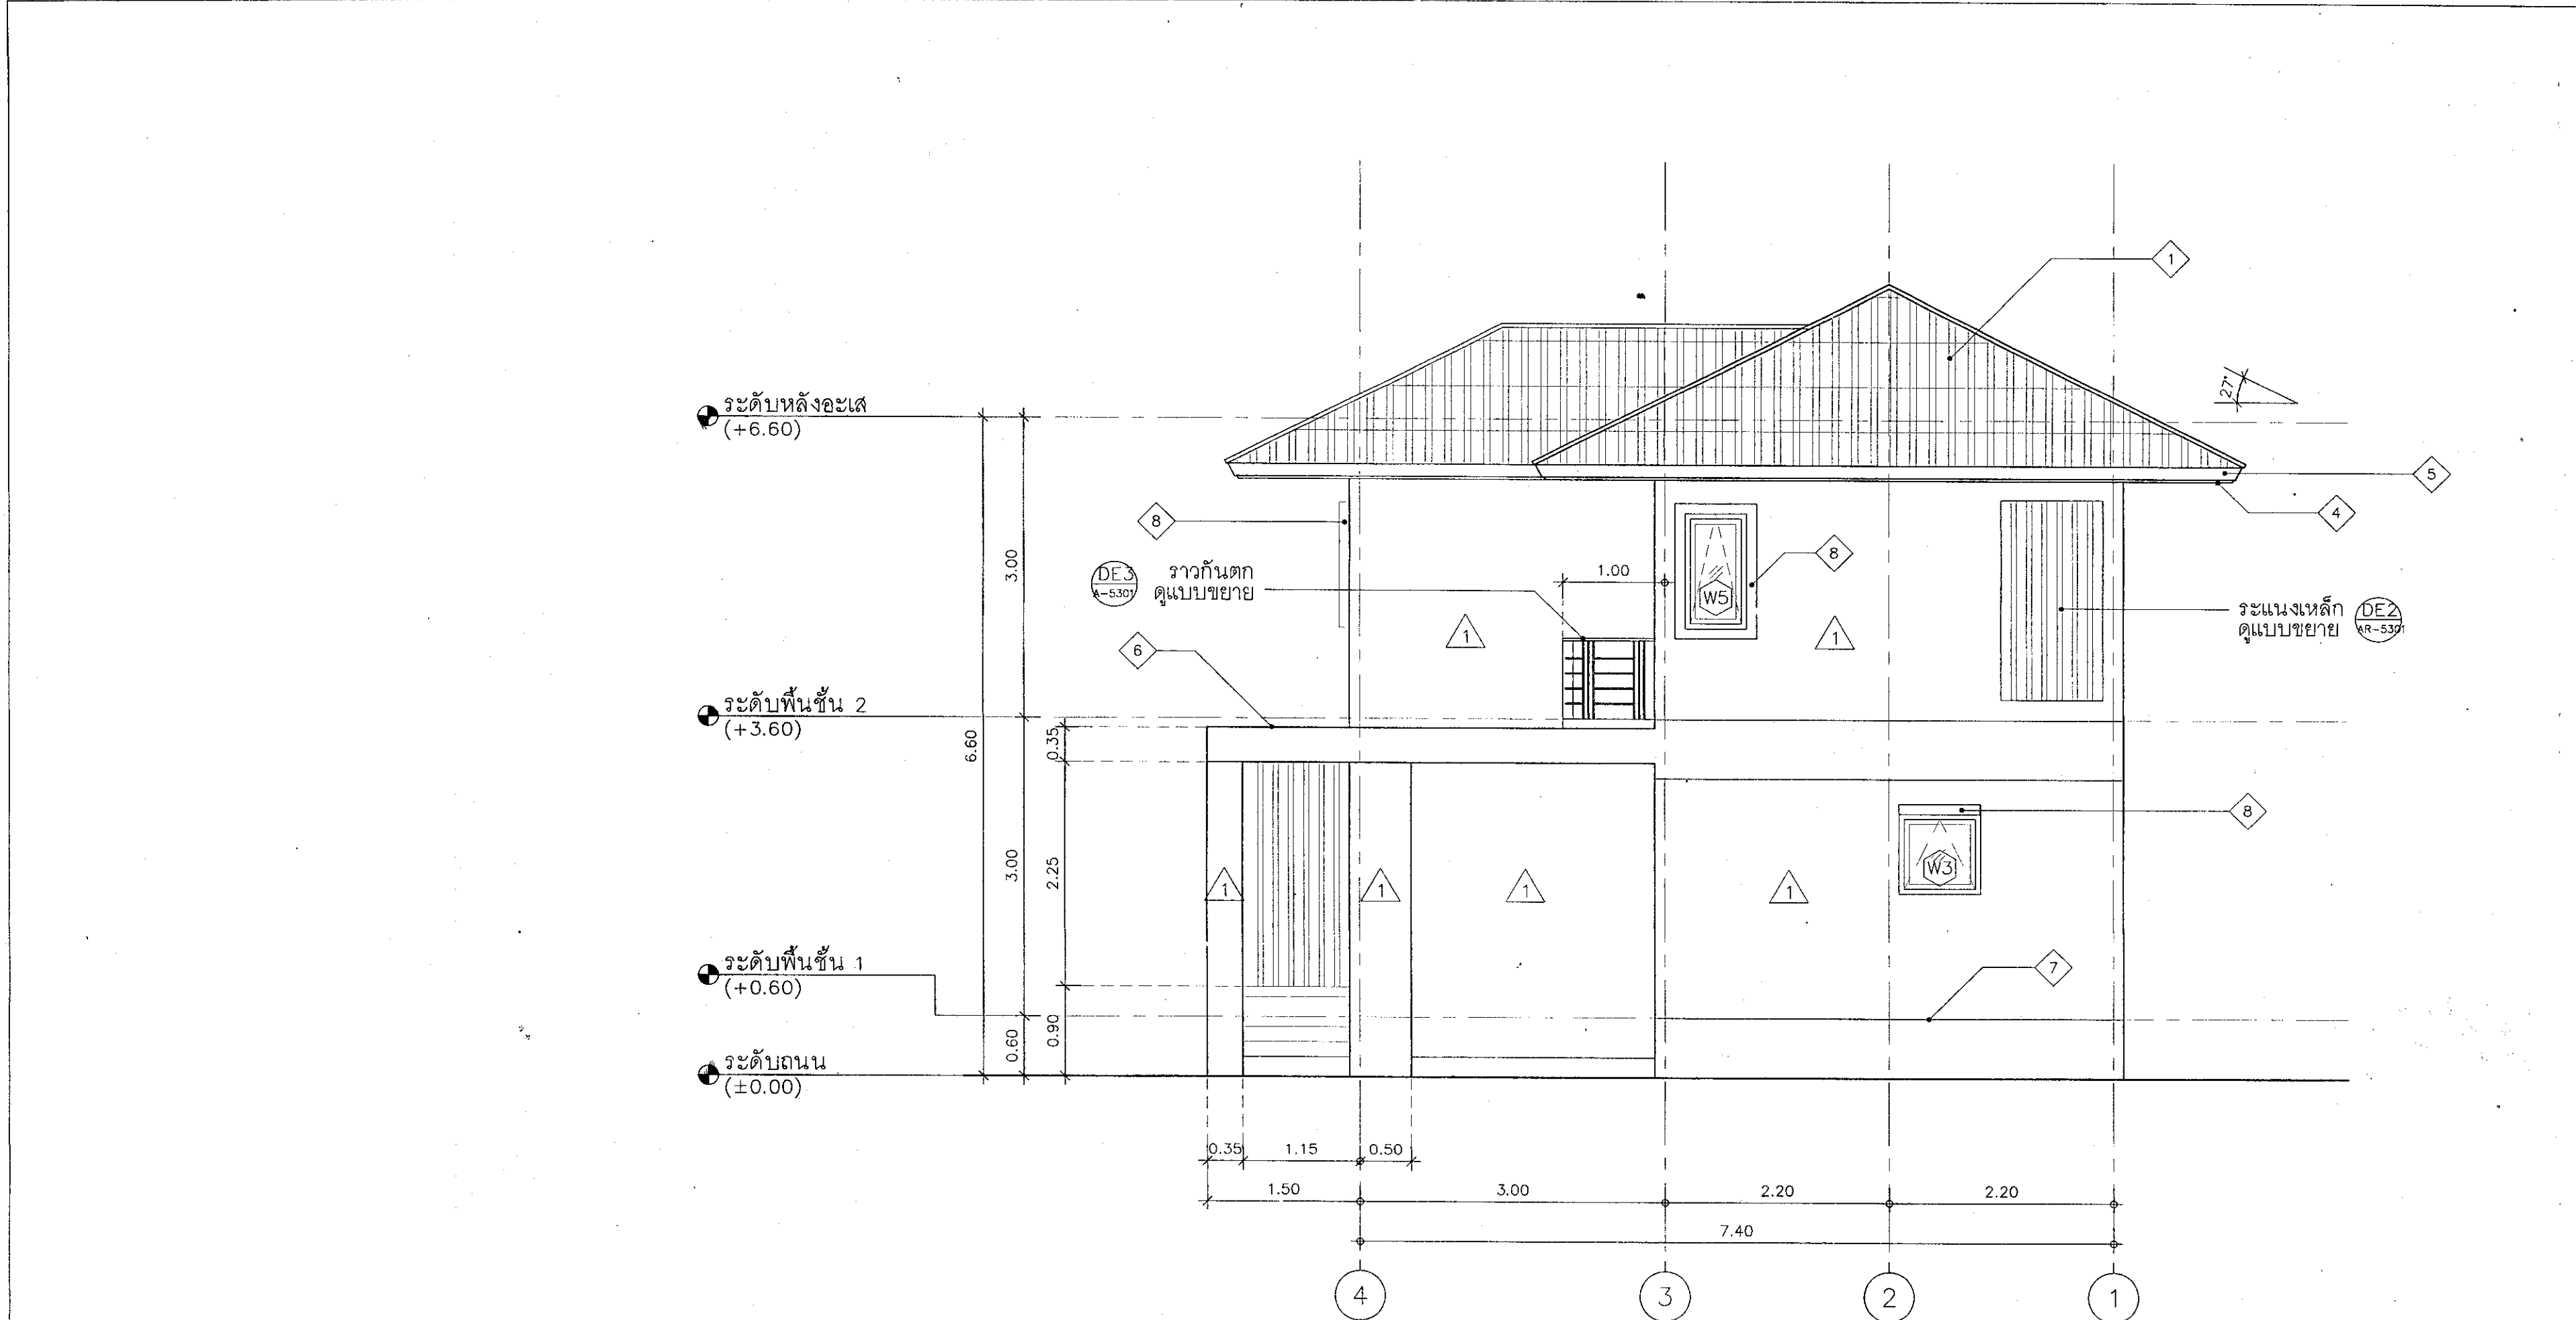 1
27°
ระดับหลังอะเส
(+6.60)
5
4
8
8
3.00
DE3
A-5301
ราวกันตก
ดูแบบขยาย
1.00
W5
ระแนงเหล็ก
ดูแบบขยาย
DE2
AR-5301
1
1
6
ระดับพื้นชั้น 2
(+3.60)
6.60
0.35
8
3.00
2.25
W3
1
1
1
1
ระดับพื้นชั้น 1
(+0.60)
7
0.60
0.90
ระดับถนน
(±0.00)
0.35
1.15
0.50
1.50
3.00
2.20
2.20
7.40
4
3
2
1